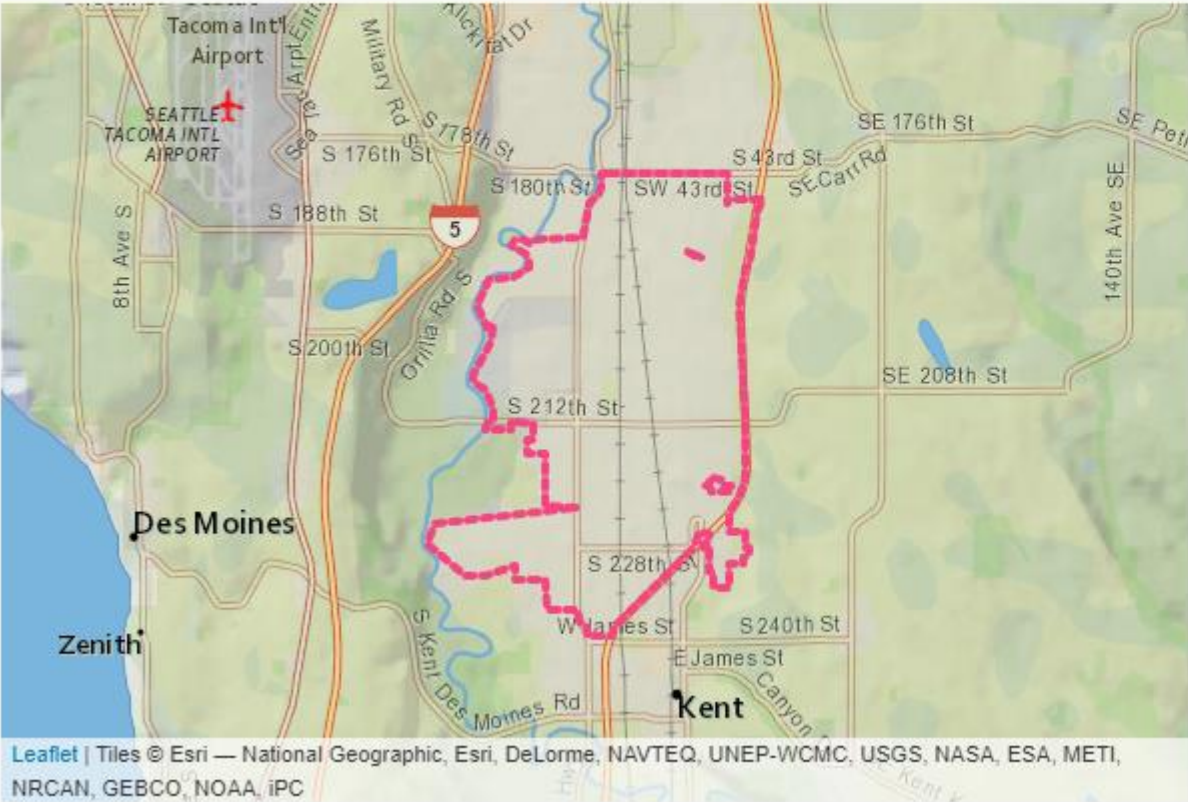 Tacoma Int'l
Airport
SEATTLE
TACOMA INTL
AIRPORT
Military Rd S
Klickitat Dr
S 178th St
S 176th St
S 180th St
S 188th St
5
8th Ave S
Orillia Rd S
S 200th St
S 43rd St
SW 43rd St
SE Carr Rd
SE 176th St
140th Ave SE
SE 208th St
S 212th St
S 228th St
Des Moines
Zenith
W James St
S 240th St
E James St
S Kent Des Moines Rd
Kent
Canyon
Leaflet | Tiles © Esri — National Geographic, Esri, DeLorme, NAVTEQ, UNEP-WCMC, USGS, NASA, ESA, METI,
NRCAN, GEBCO, NOAA, iPC